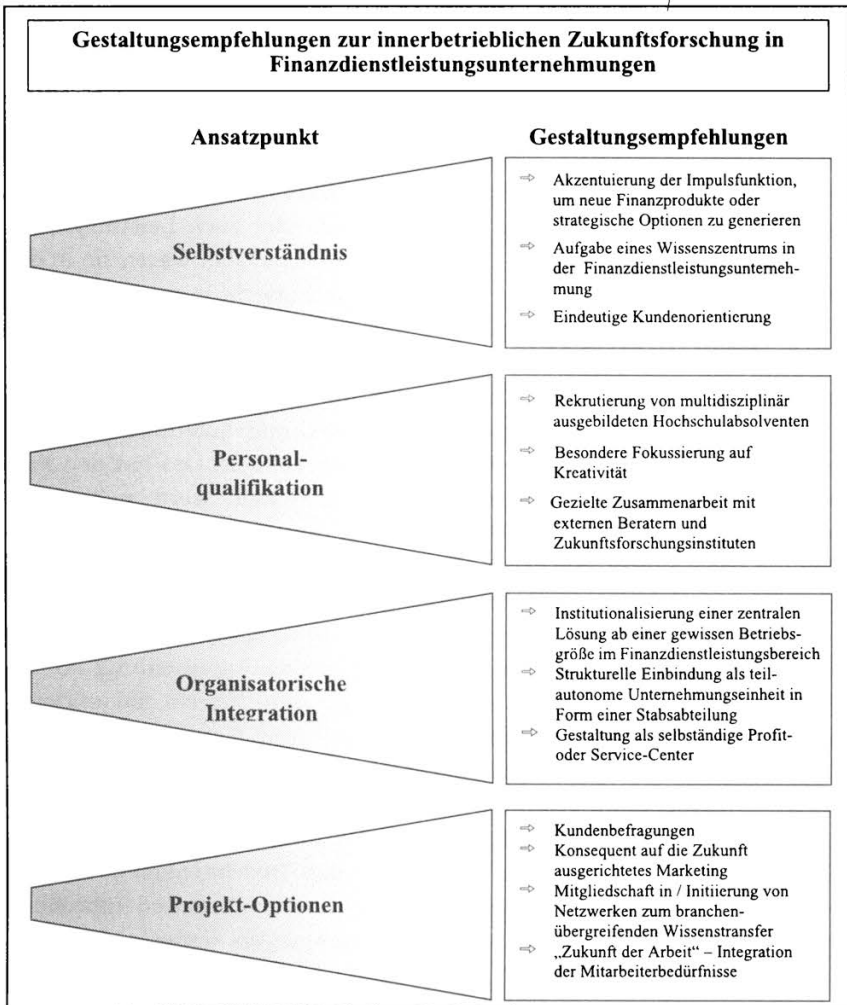 Gestaltungsempfehlungen zur innerbetrieblichen Zukunftsforschung in
Finanzdienstleistungsunternehmungen
Ansatzpunkt
Gestaltungsempfehlungen
Selbstverständnis
⇨ Akzentuierung der Impulsfunktion,
um neue Finanzprodukte oder
strategische Optionen zu generieren
⇨ Aufgabe eines Wissenszentrums in
der Finanzdienstleistungsunterneh-
mung
⇨ Eindeutige Kundenorientierung
Personal-
qualifikation
⇨ Rekrutierung von multidisziplinär
ausgebildeten Hochschulabsolventen
⇨ Besondere Fokussierung auf
Kreativität
⇨ Gezielte Zusammenarbeit mit
externen Beratern und
Zukunftsforschungsinstituten
Organisatorische
Integration
⇨ Institutionalisierung einer zentralen
Lösung ab einer gewissen Betriebs-
größe im Finanzdienstleistungsbereich
⇨ Strukturelle Einbindung als teil-
autonome Unternehmungseinheit in
Form einer Stabsabteilung
⇨ Gestaltung als selbständige Profit-
oder Service-Center
Projekt-Optionen
⇨ Kundenbefragungen
⇨ Konsequent auf die Zukunft
ausgerichtetes Marketing
⇨ Mitgliedschaft in / Initiierung von
Netzwerken zum branchen-
übergreifenden Wissenstransfer
⇨ „Zukunft der Arbeit" – Integration
der Mitarbeiterbedürfnisse